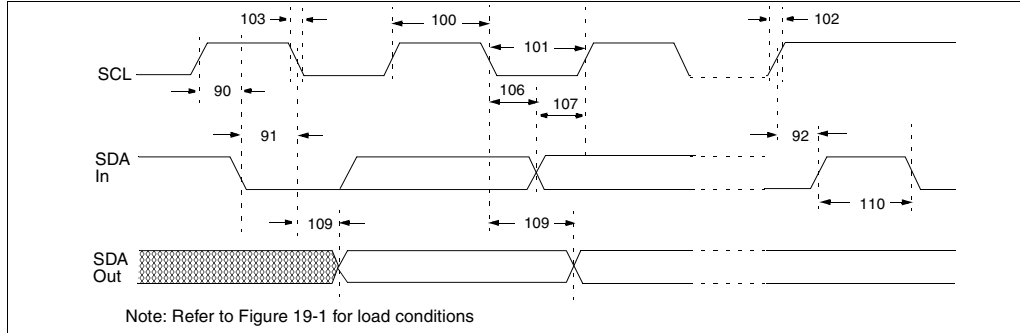 103
100
102
101
SCL
106
90
107
91
92
SDA
In
110
109
109
SDA
Out
Note: Refer to Figure 19-1 for load conditions